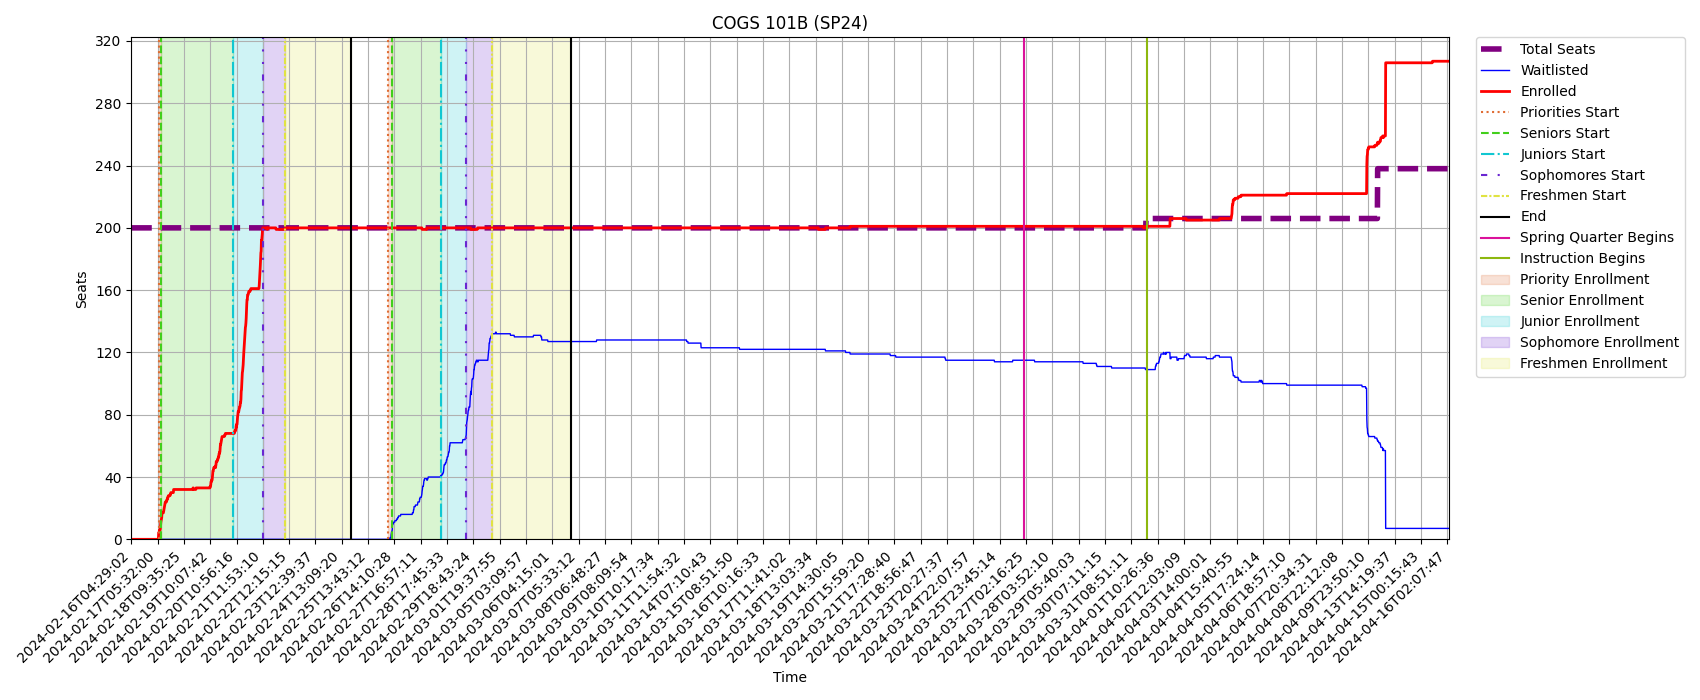 COGS 101B (SP24)
320
280
240
200
160
120
80
40
0
Seats
2024-02-16T04:29:02
2024-02-17T05:32:00
2024-02-18T09:35:25
2024-02-19T10:07:42
2024-02-20T10:56:16
2024-02-21T11:53:10
2024-02-22T12:15:15
2024-02-23T12:39:37
2024-02-24T13:09:20
2024-02-25T13:43:12
2024-02-26T14:10:28
2024-02-27T16:57:11
2024-02-28T17:45:33
2024-02-29T18:43:24
2024-03-01T19:37:55
2024-03-05T03:09:57
2024-03-06T04:15:01
2024-03-07T05:33:12
2024-03-08T06:48:27
2024-03-09T08:09:54
2024-03-10T10:17:34
2024-03-11T11:54:32
2024-03-14T07:10:43
2024-03-15T08:51:50
2024-03-16T10:16:33
2024-03-17T11:41:02
2024-03-18T13:03:34
2024-03-19T14:30:05
2024-03-20T15:59:20
2024-03-21T17:28:40
2024-03-22T18:56:47
2024-03-23T20:27:37
2024-03-24T22:07:57
2024-03-25T23:45:14
2024-03-27T02:16:25
2024-03-28T03:52:10
2024-03-29T05:40:03
2024-03-30T07:11:15
2024-03-31T08:51:11
2024-04-01T10:26:36
2024-04-02T12:03:09
2024-04-03T14:00:01
2024-04-04T15:40:55
2024-04-05T17:24:14
2024-04-06T18:57:10
2024-04-07T20:34:31
2024-04-08T22:12:08
2024-04-09T23:50:10
2024-04-13T14:19:37
2024-04-15T00:15:43
2024-04-16T02:07:47
Time
Total Seats
Waitlisted
Enrolled
Priorities Start
Seniors Start
Juniors Start
Sophomores Start
Freshmen Start
End
Spring Quarter Begins
Instruction Begins
Priority Enrollment
Senior Enrollment
Junior Enrollment
Sophomore Enrollment
Freshmen Enrollment